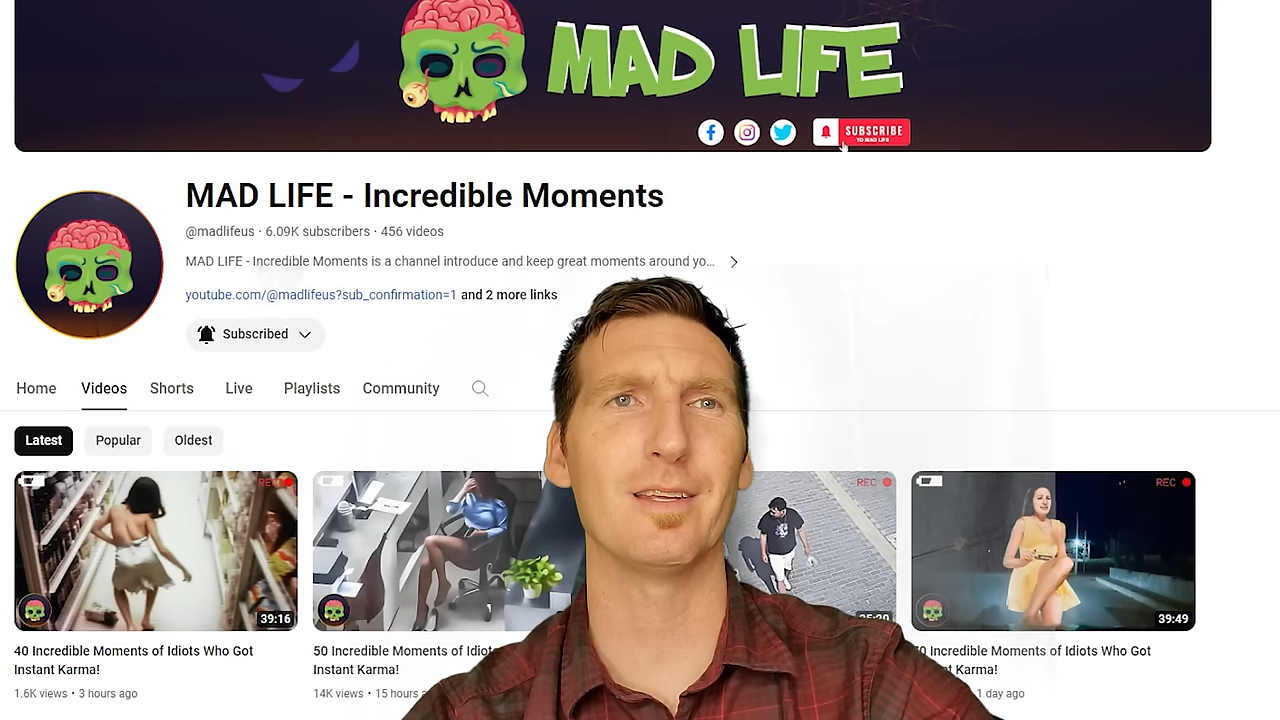 MAD LIFE
SUBSCRIBE
TO MAD LIFE
MAD LIFE - Incredible Moments
@madlifeus · 6.09K subscribers · 456 videos
MAD LIFE - Incredible Moments is a channel introduce and keep great moments around yo...
youtube.com/@madlifeus?sub_confirmation=1 and 2 more links
Subscribed
Home Videos Shorts Live Playlists Community
Latest Popular Oldest
REC REC REC
39:16 35:20 39:49
40 Incredible Moments of Idiots Who Got
Instant Karma!
1.6K views • 3 hours ago
50 Incredible Moments of Idiots
Instant Karma!
14K views • 15 hours
Incredible Moments of Idiots Who Got
Karma!
1 day ago